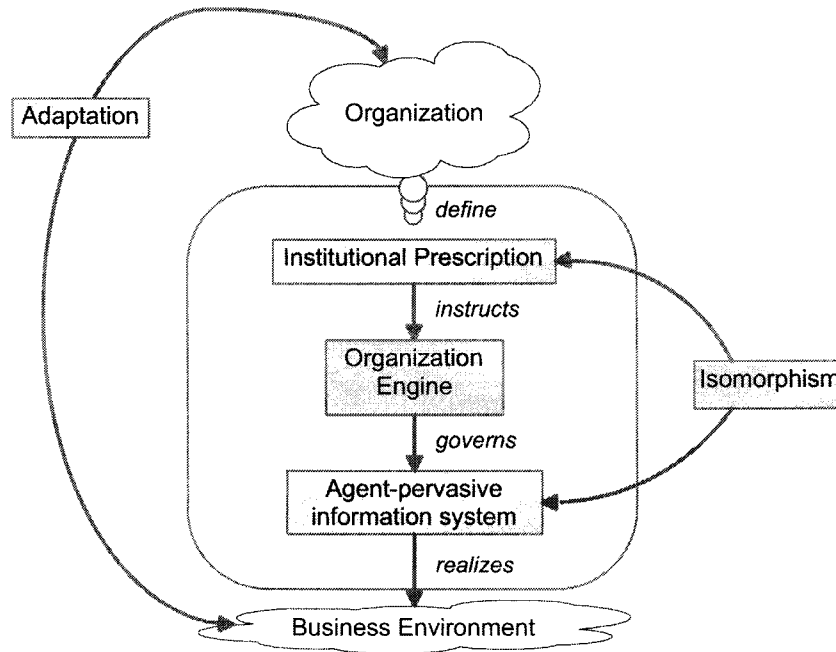 Adaptation
Organization
define
Institutional Prescription
instructs
Organization
Engine
Isomorphism
governs
Agent-pervasive
information system
realizes
Business Environment